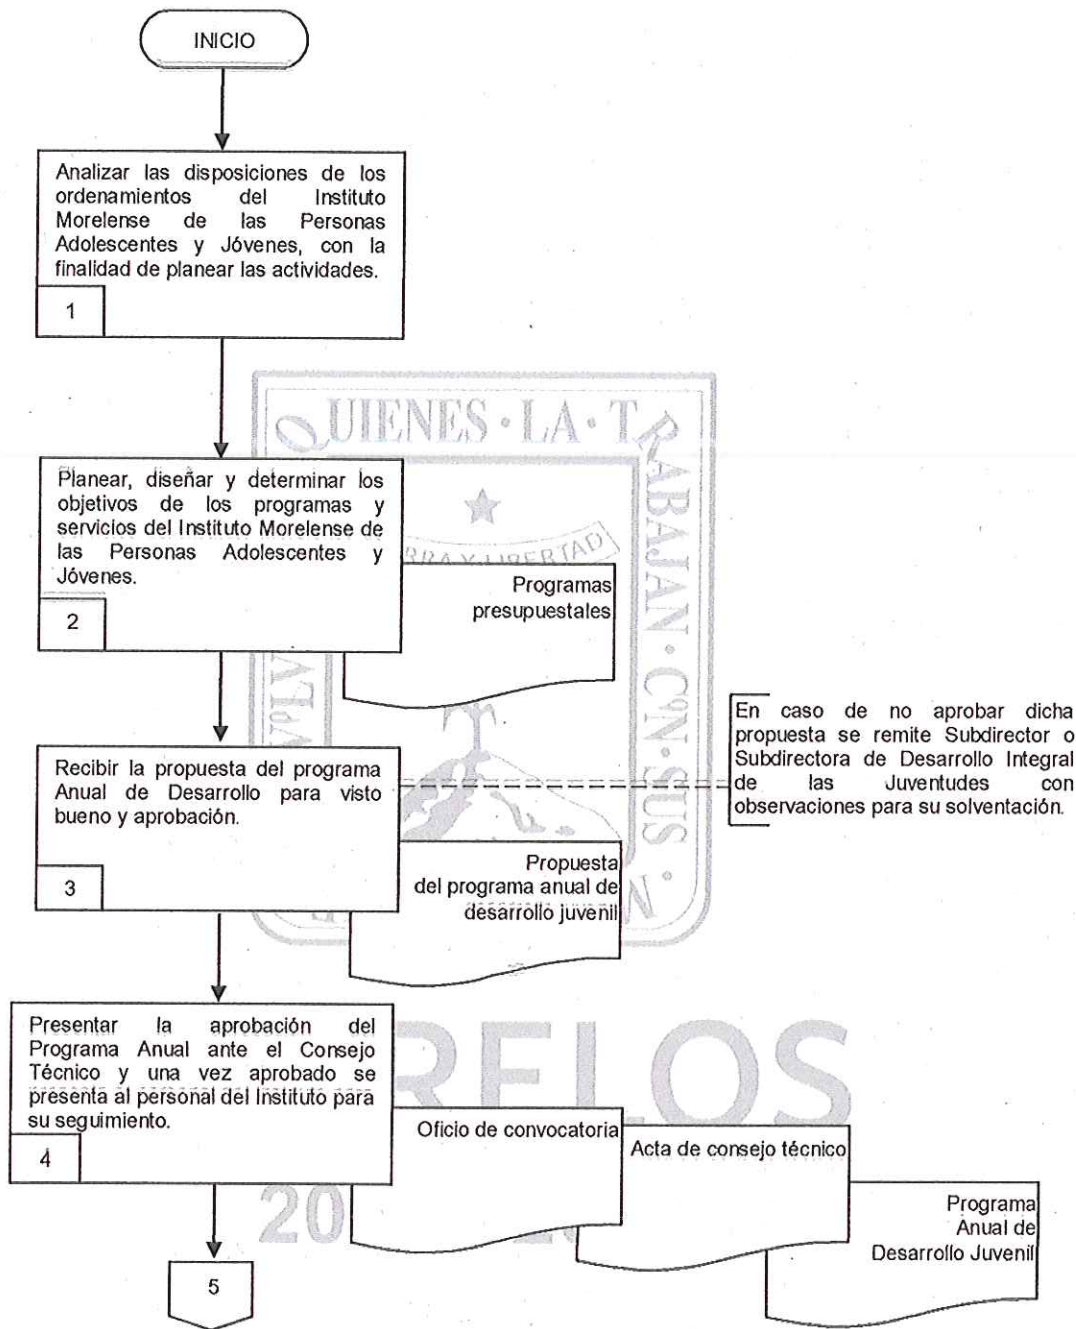 INICIO
Analizar las disposiciones de los
ordenamientos del Instituto
Morelense de las Personas
Adolescentes y Jóvenes, con la
finalidad de planear las actividades.
1
QUIENES · LA · TRABAJAN · CºN · SUS ·
Planear, diseñar y determinar los
objetivos de los programas y
servicios del Instituto Morelense de
las Personas Adolescentes y
Jóvenes.
2
Y LIBERTAD
Programas
presupuestales
Recibir la propuesta del programa
Anual de Desarrollo para visto
bueno y aprobación.
3
En caso de no aprobar dicha
propuesta se remite Subdirector o
Subdirectora de Desarrollo Integral
de las Juventudes con
observaciones para su solventación.
Propuesta
del programa anual de
desarrollo juvenil
Presentar la aprobación del
Programa Anual ante el Consejo
Técnico y una vez aprobado se
presenta al personal del Instituto para
su seguimiento.
4
RELOS
Oficio de convocatoria
Acta de consejo técnico
20
Programa
Anual de
Desarrollo Juvenil
5